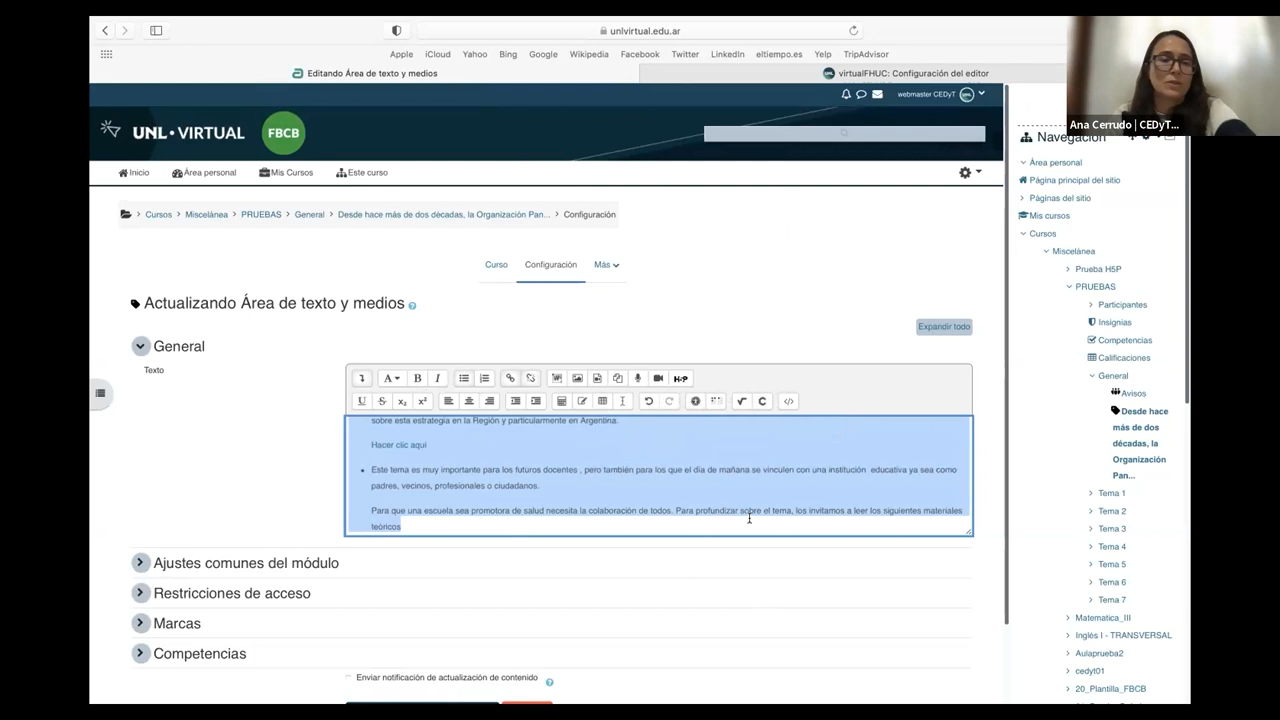 unlvirtual.edu.ar
Apple iCloud Yahoo Bing Google Wikipedia Facebook Twitter LinkedIn eltiempo.es Yelp TripAdvisor
Editando Área de texto y medios
virtualFHUC: Configuración del editor
Ana Cerrudo | CEDyT...
webmaster CEDyT
UNL • VIRTUAL FBCB
Inicio Área personal Mis Cursos Este curso
Cursos > Miscelánea > PRUEBAS > General > Desde hace más de dos décadas, la Organización Pan... > Configuración
Curso Configuración Más
Actualizando Área de texto y medios
Expandir todo
General
Texto
A B I H-P
U S x₂ x² C </>
sobre esta estrategia en la Región y particularmente en Argentina.
Hacer clic aquí
Este tema es muy importante para los futuros docentes , pero también para los que el día de mañana se vinculen con una institución educativa ya sea como
padres, vecinos, profesionales o ciudadanos.
Para que una escuela sea promotora de salud necesita la colaboración de todos. Para profundizar sobre el tema, los invitamos a leer los siguientes materiales
teóricos
Ajustes comunes del módulo
Restricciones de acceso
Marcas
Competencias
Enviar notificación de actualización de contenido
Navegación
Área personal
Página principal del sitio
Páginas del sitio
Mis cursos
Cursos
Miscelánea
Prueba H5P
PRUEBAS
Participantes
Insignias
Competencias
Calificaciones
General
Avisos
Desde hace
más de dos
décadas, la
Organización
Pan...
Tema 1
Tema 2
Tema 3
Tema 4
Tema 5
Tema 6
Tema 7
Matematica_III
Inglés I - TRANSVERSAL
Aulaprueba2
cedyt01
20_Plantilla_FBCB